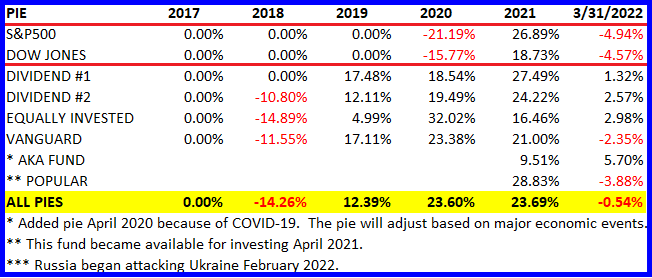 PIE 2017 2018 2019 2020 2021 3/31/2022
S&P500 0.00% 0.00% 0.00% -21.19% 26.89% -4.94%
DOW JONES 0.00% 0.00% 0.00% -15.77% 18.73% -4.57%
DIVIDEND #1 0.00% 0.00% 17.48% 18.54% 27.49% 1.32%
DIVIDEND #2 0.00% -10.80% 12.11% 19.49% 24.22% 2.57%
EQUALLY INVESTED 0.00% -14.89% 4.99% 32.02% 16.46% 2.98%
VANGUARD 0.00% -11.55% 17.11% 23.38% 21.00% -2.35%
* AKA FUND 9.51% 5.70%
** POPULAR 28.83% -3.88%
ALL PIES 0.00% -14.26% 12.39% 23.60% 23.69% -0.54%
* Added pie April 2020 because of COVID-19. The pie will adjust based on major economic events.
** This fund became available for investing April 2021.
*** Russia began attacking Ukraine February 2022.